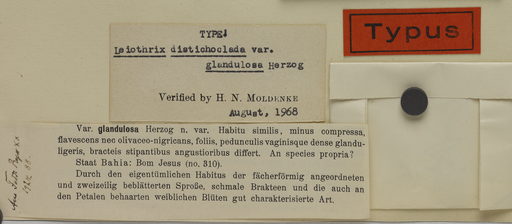 TYPE!
Leiothrix distichoclada var.
glandulosa Herzog
Verified by H. N. MOLDENKE
August, 1968
Typus
Var. glandulosa Herzog n. var. Habitu similis, minus compressa,
flavescens nec olivaceo-nigricans, foliis, pedunculis vaginisque dense glandu-
ligeris, bracteis stipantibus angustioribus differt. An species propria?
Staat Bahia: Bom Jesus (no. 310).
Durch den eigentümlichen Habitus der fächerförmig angeordneten
und zweizeilig beblätterten Sproße, schmale Brakteen und die auch an
den Petalen behaarten weiblichen Blüten gut charakterisierte Art.